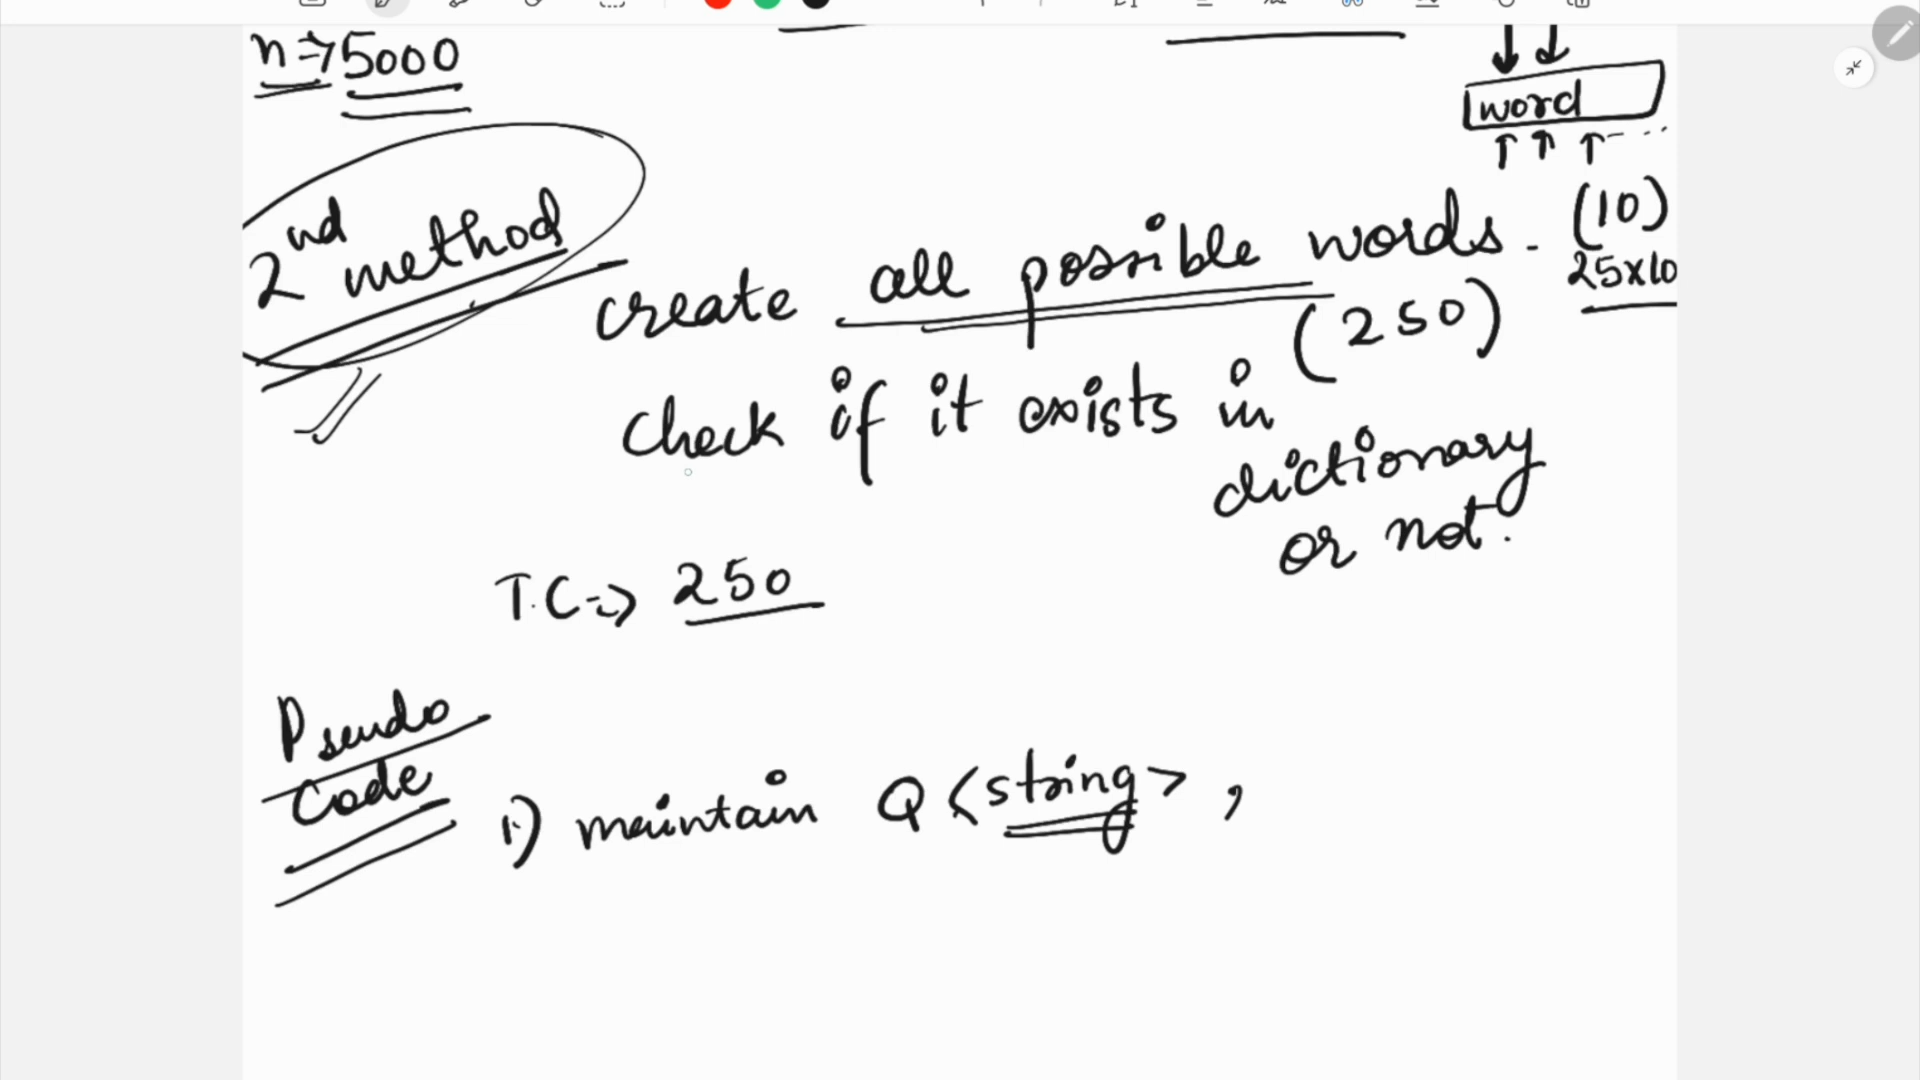 n => 5000
word
2nd method
create all possible words. (10)
25x10
(250)
check if it exists in
dictionary
or not.
T.C => 250
Pseudo
Code
1) maintain Q <string> ,